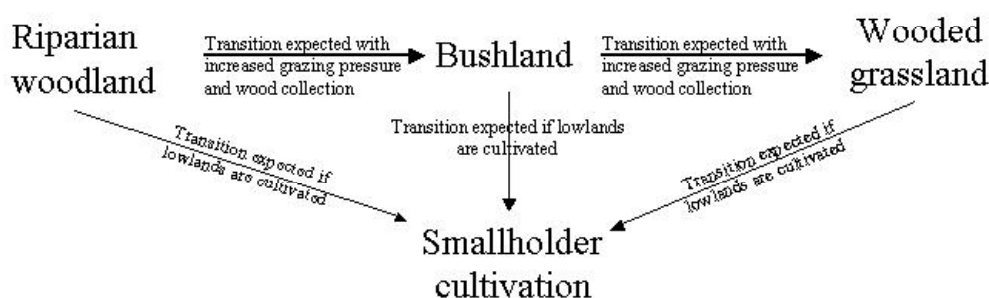 Riparian
woodland
Transition expected with
increased grazing pressure
and wood collection
Bushland
Transition expected with
increased grazing pressure
and wood collection
Wooded
grassland
Transition expected if
lowlands are cultivated
Transition expected if lowlands
are cultivated
Transition expected if
lowlands are cultivated
Smallholder
cultivation